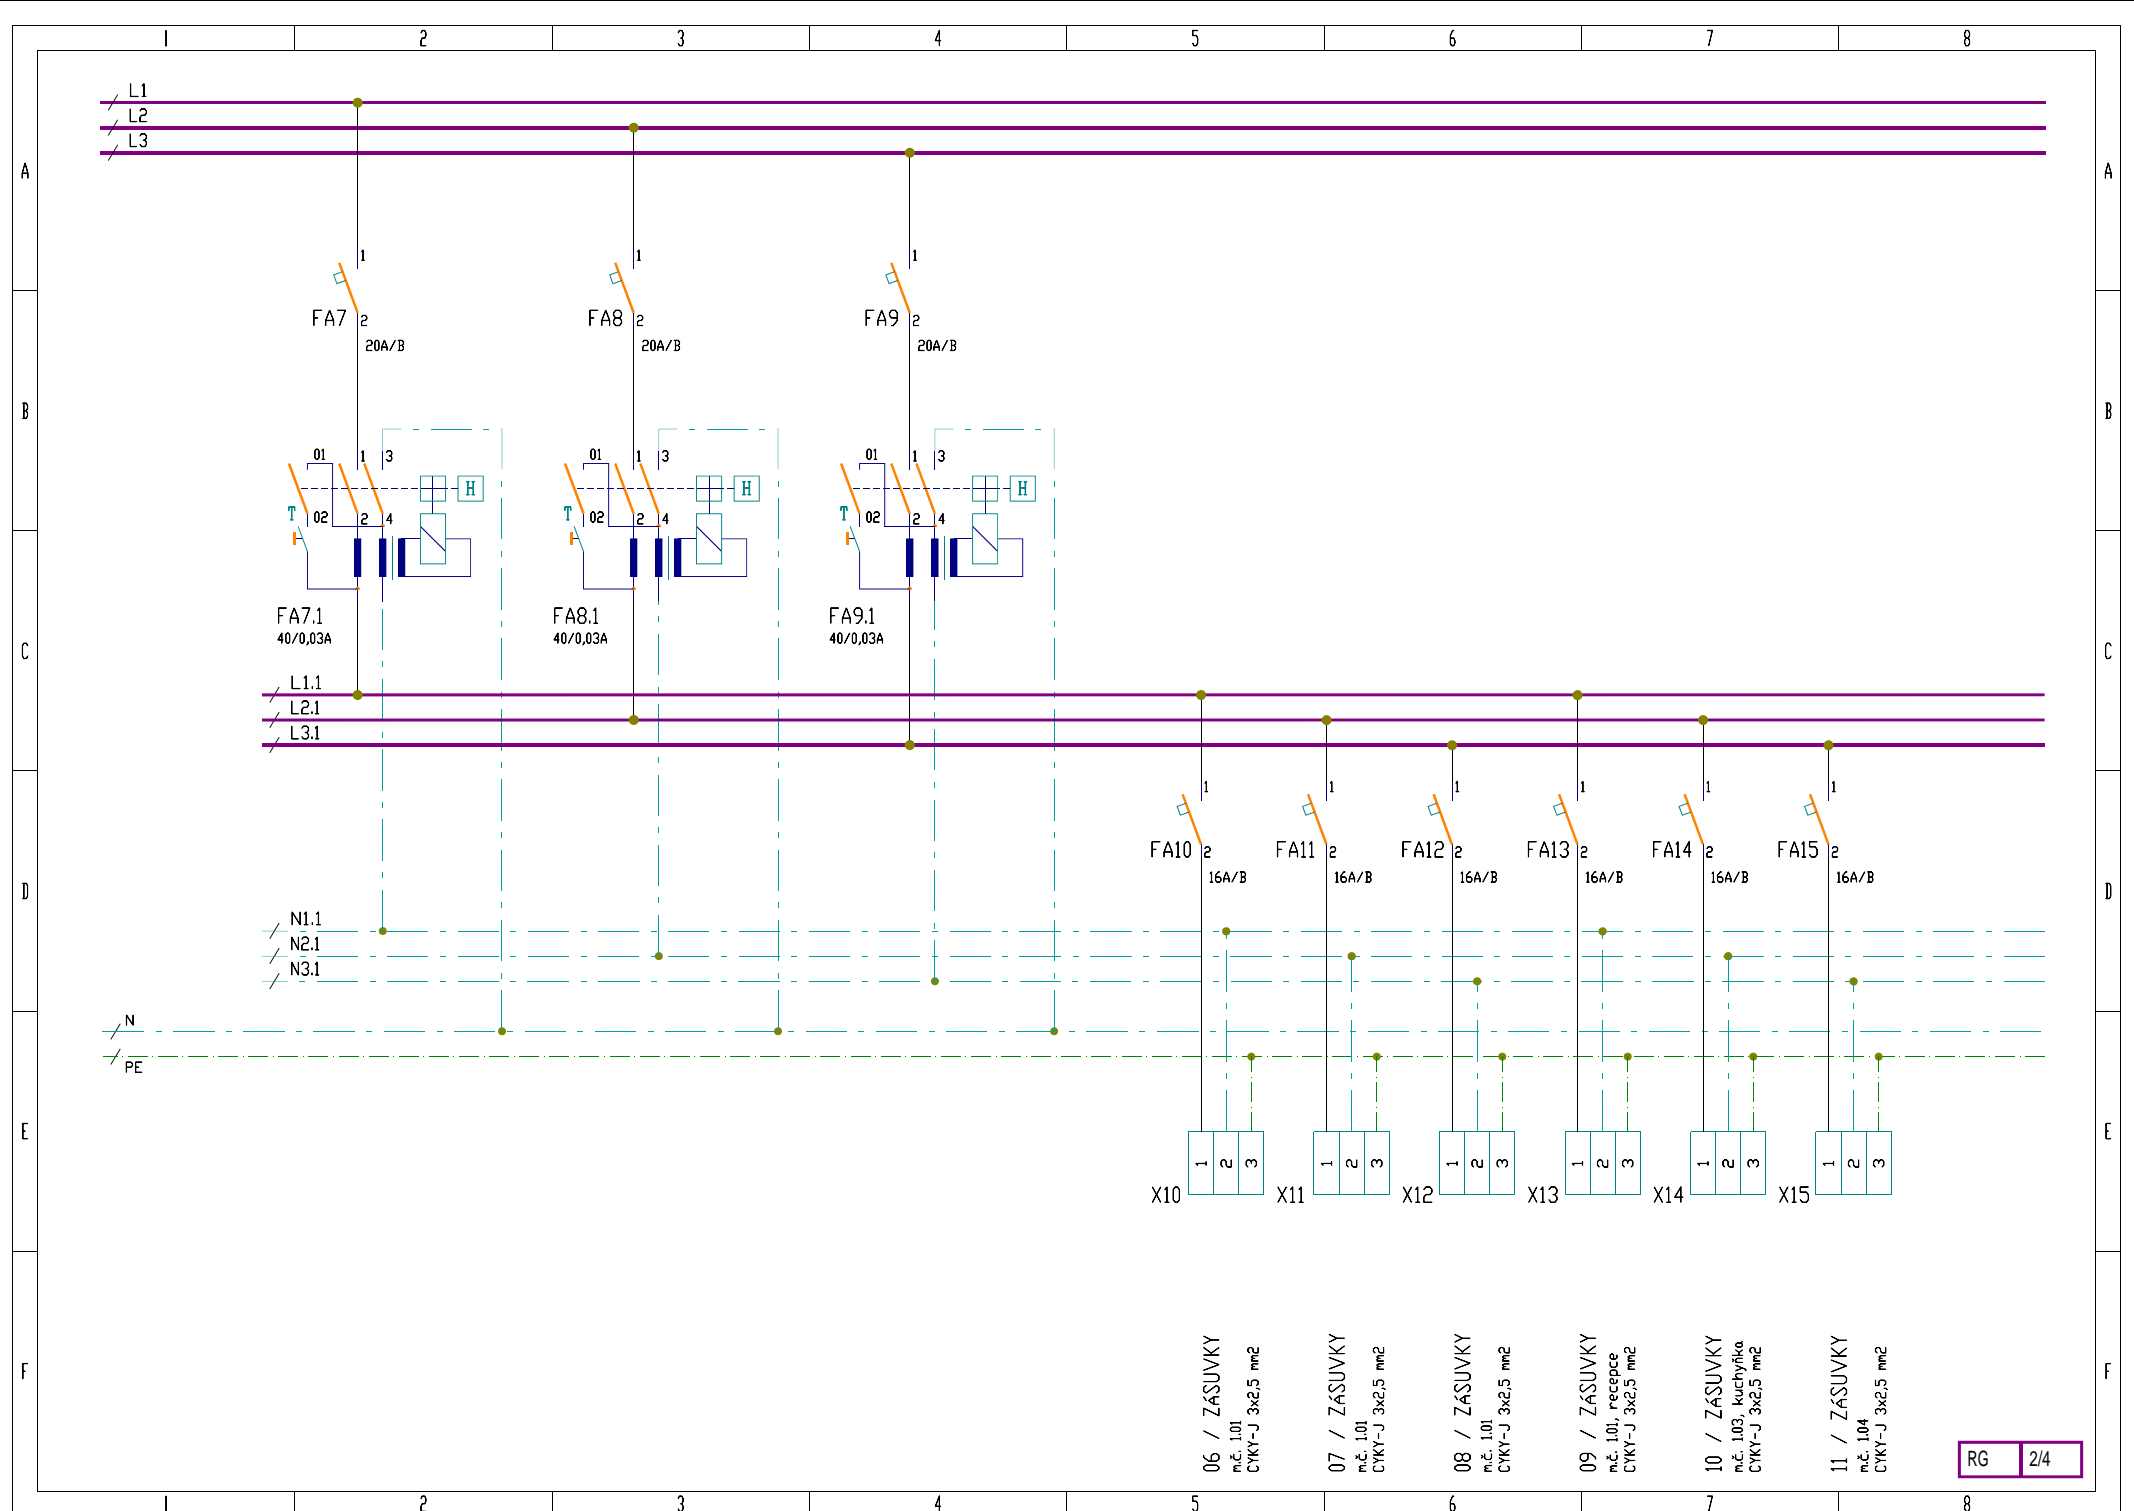 1 2 3 4 5 6 7 8
L1
L2
L3
A A
1 1 1
FA7 2 FA8 2 FA9 2
20A/B 20A/B 20A/B
B B
01 1 3 01 1 3 01 1 3
H H H
T 02 2 4 T 02 2 4 T 02 2 4
FA7.1 FA8.1 FA9.1
40/0,03A 40/0,03A 40/0,03A
C C
L1.1
L2.1
L3.1
1 1 1 1 1 1
FA10 2 FA11 2 FA12 2 FA13 2 FA14 2 FA15 2
16A/B 16A/B 16A/B 16A/B 16A/B 16A/B
D D
N1.1
N2.1
N3.1
N
PE
E E
1 2 3 1 2 3 1 2 3 1 2 3 1 2 3 1 2 3
X10 X11 X12 X13 X14 X15
F F
06 / ZÁSUVKY
m.č. 1.01
CYKY-J 3x2,5 mm2
07 / ZÁSUVKY
m.č. 1.01
CYKY-J 3x2,5 mm2
08 / ZÁSUVKY
m.č. 1.01
CYKY-J 3x2,5 mm2
09 / ZÁSUVKY
m.č. 1.01, recepce
CYKY-J 3x2,5 mm2
10 / ZÁSUVKY
m.č. 1.03, kuchyňka
CYKY-J 3x2,5 mm2
11 / ZÁSUVKY
m.č. 1.04
CYKY-J 3x2,5 mm2
RG 2/4
1 2 3 4 5 6 7 8